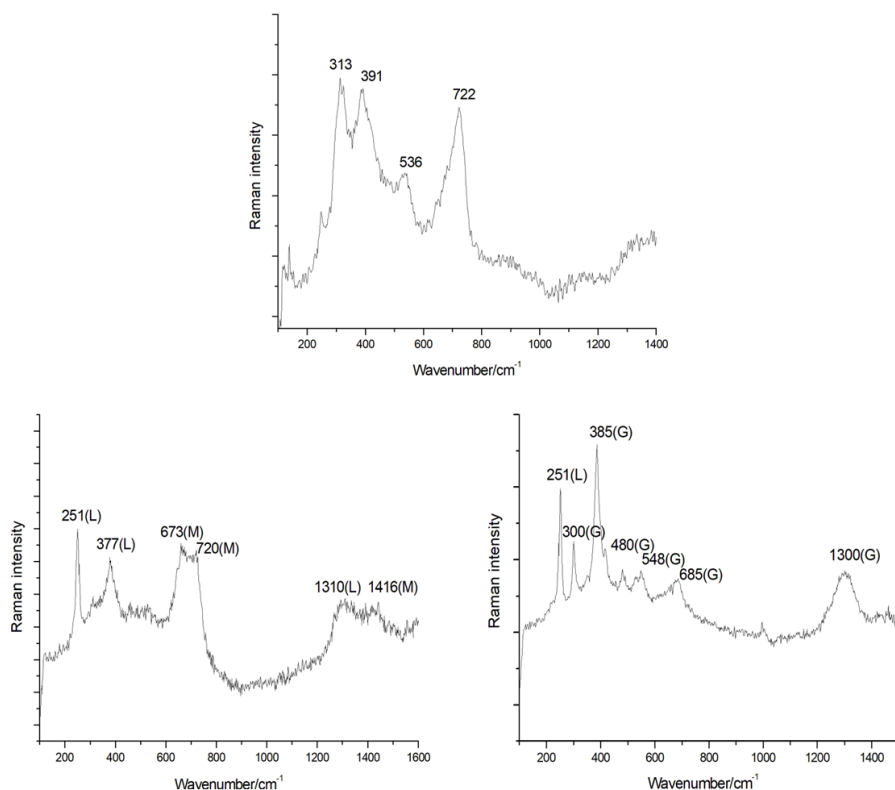 313
391
722
536
Raman intensity
200 400 600 800 1000 1200 1400
Wavenumber/cm-1
251(L)
377(L)
673(M)
720(M)
1310(L)
1416(M)
Raman intensity
200 400 600 800 1000 1200 1400 1600
Wavenumber/cm-1
385(G)
251(L)
300(G)
480(G)
548(G)
685(G)
1300(G)
Raman intensity
200 400 600 800 1000 1200 1400
Wavenumber/cm-1